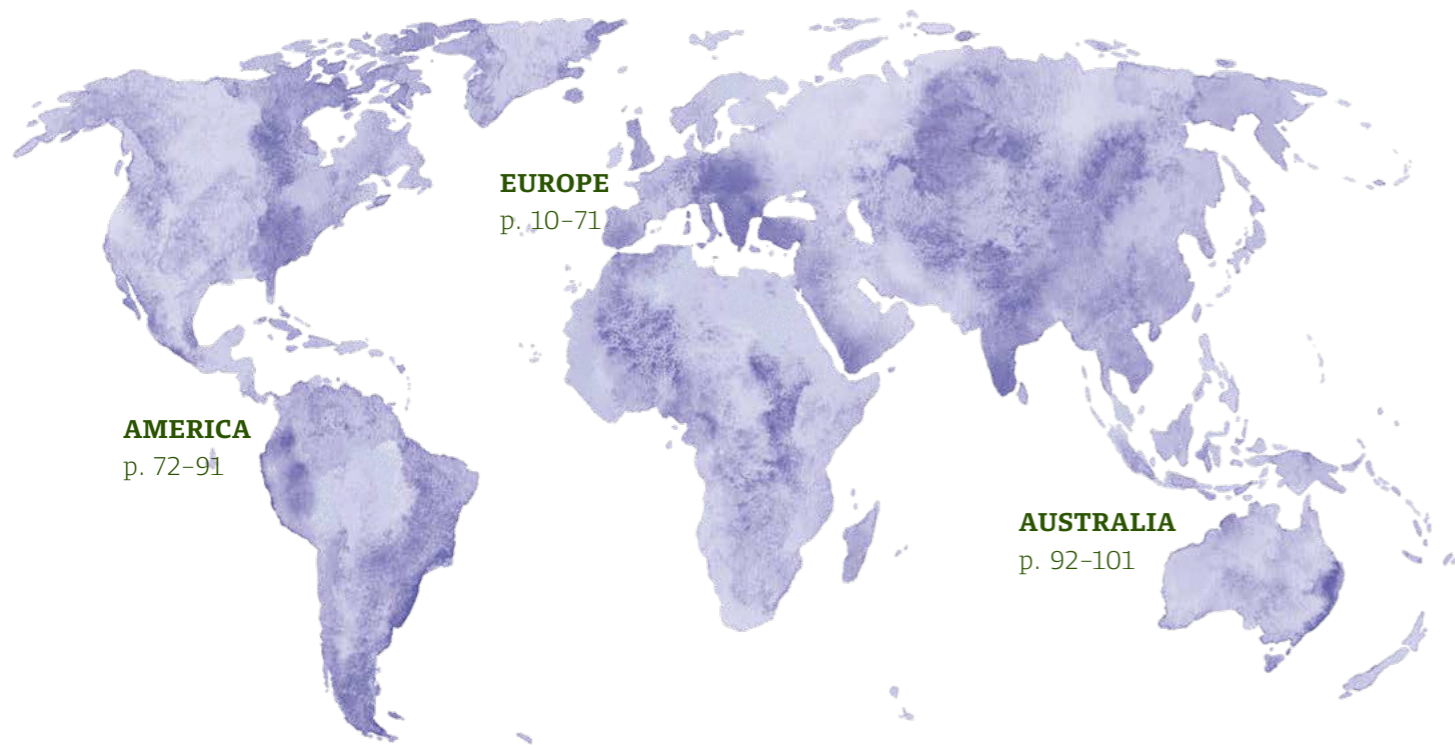 EUROPE
p. 10–71
AMERICA
p. 72–91
AUSTRALIA
p. 92–101